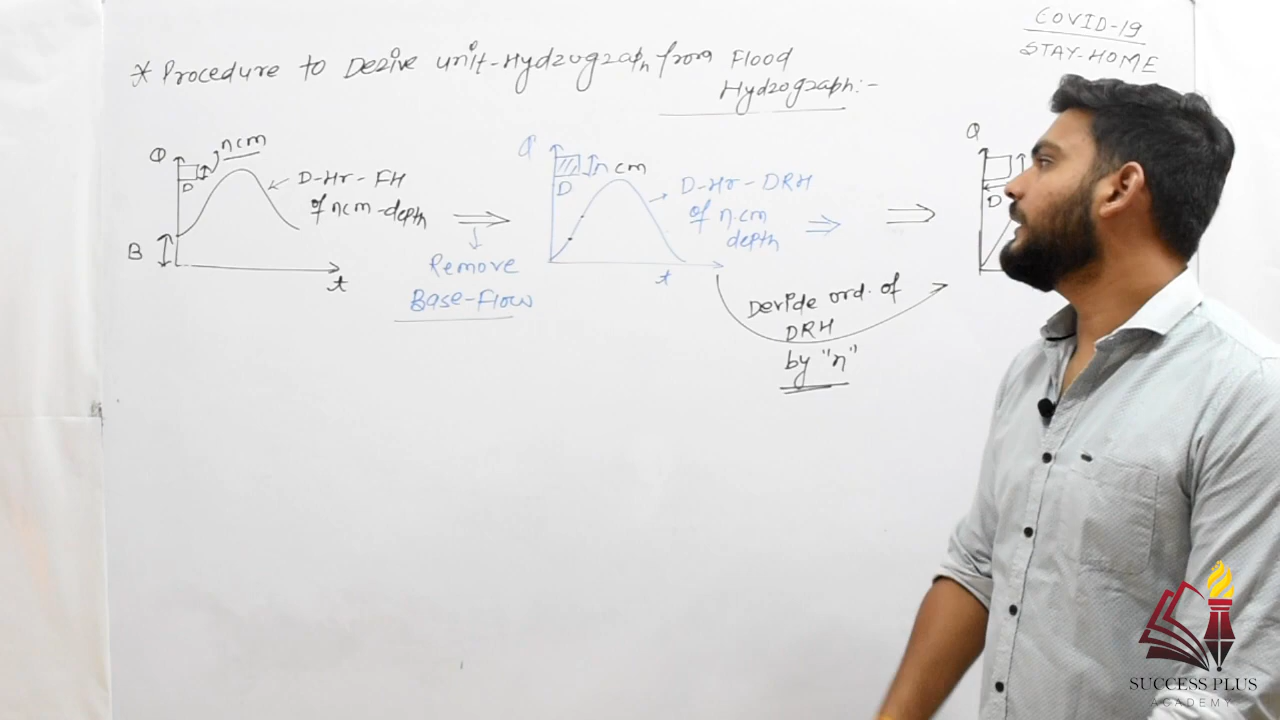 COVID-19
STAY-HOME
* Procedure to Derive unit-Hydrograph from Flood
Hydrograph:-
Q
n cm
D
D-Hr-FH
of n cm-depth
B
t
Remove
Base-Flow
Q
n cm
D
D-Hr-DRH
of n cm
depth
t
Devide ord. of
DRH
by "n"
Q
D
SUCCESS PLUS
ACADEMY